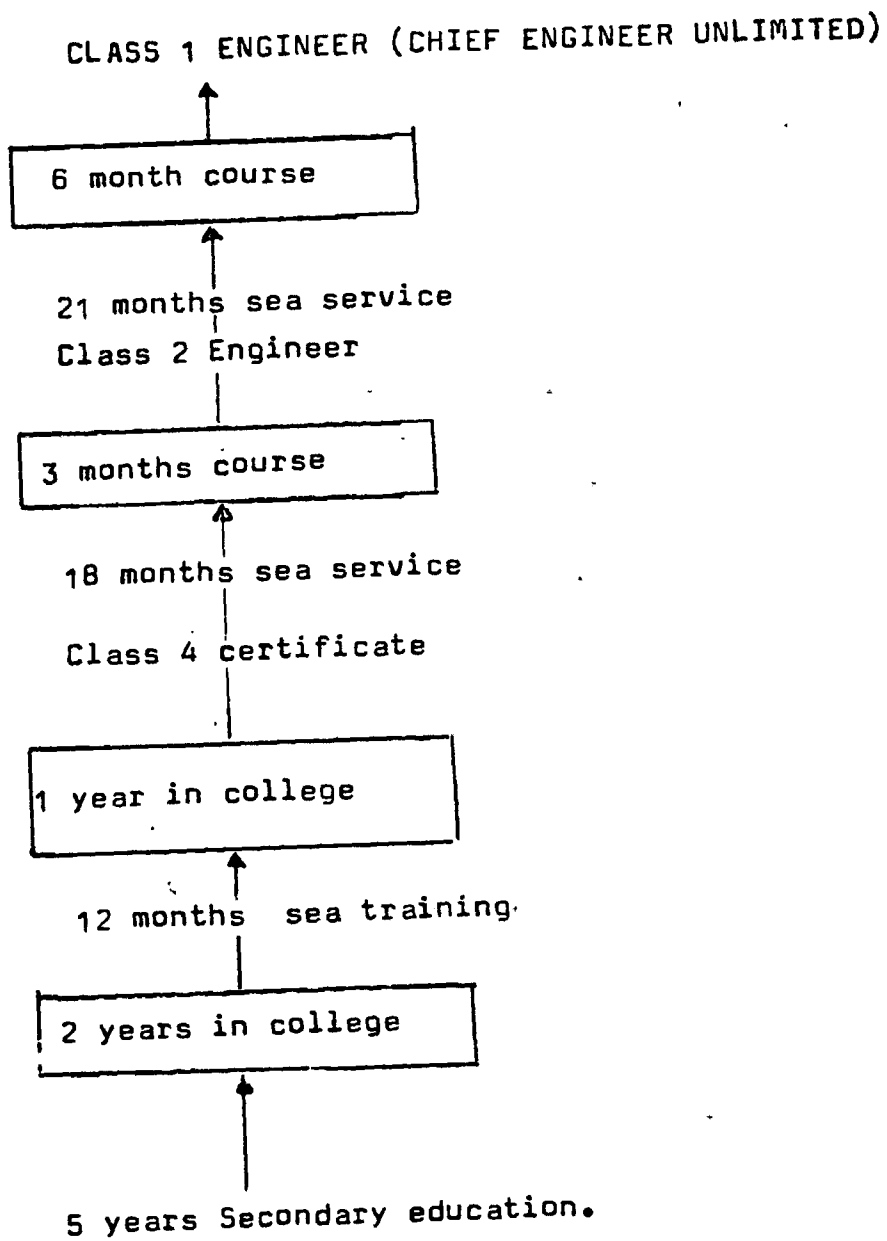 CLASS 1 ENGINEER (CHIEF ENGINEER UNLIMITED)
6 month course
21 months sea service
Class 2 Engineer
3 months course
18 months sea service
Class 4 certificate
1 year in college
12 months sea training.
2 years in college
5 years Secondary education.